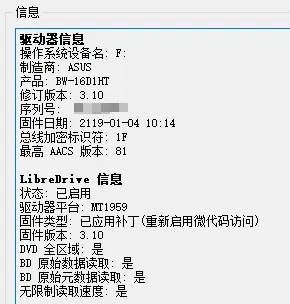 信息
驱动器信息
操作系统设备名: F:
制造商: ASUS
产品: BW-16D1HT
修订版本: 3.10
序列号:
固件日期: 2119-01-04 10:14
总线加密标识符: 1F
最高 AACS 版本: 81
LibreDrive 信息
状态: 已启用
驱动器平台: MT1959
固件类型: 已应用补丁(重新启用微代码访问)
固件版本: 3.10
DVD 全区域: 是
BD 原始数据读取: 是
BD 原始元数据读取: 是
无限制读取速度: 是